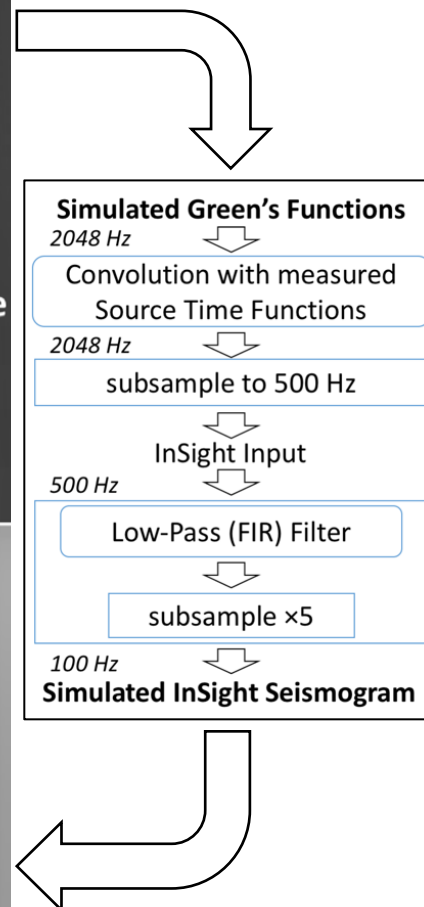 Simulated Green's Functions
2048 Hz
Convolution with measured
Source Time Functions
2048 Hz
subsample to 500 Hz
InSight Input
500 Hz
Low-Pass (FIR) Filter
subsample ×5
100 Hz
Simulated InSight Seismogram